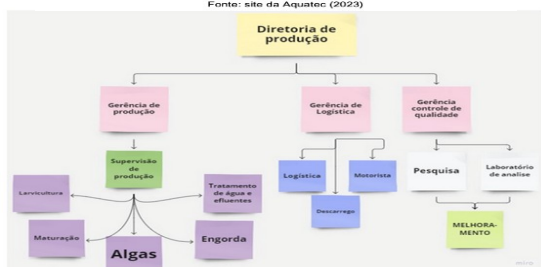 Fonte: site da Aquatec (2023)
Diretoria de
produção
Gerência de
produção
Gerência de
Logística
Gerência
controle de
qualidade
Supervisão
de
produção
Logística
Motorista
Descarrego
Pesquisa
Laboratório
de analise
MELHORA-
MENTO
Larvicultura
Tratamento
de água e
efluentes
Maturação
Algas
Engorda